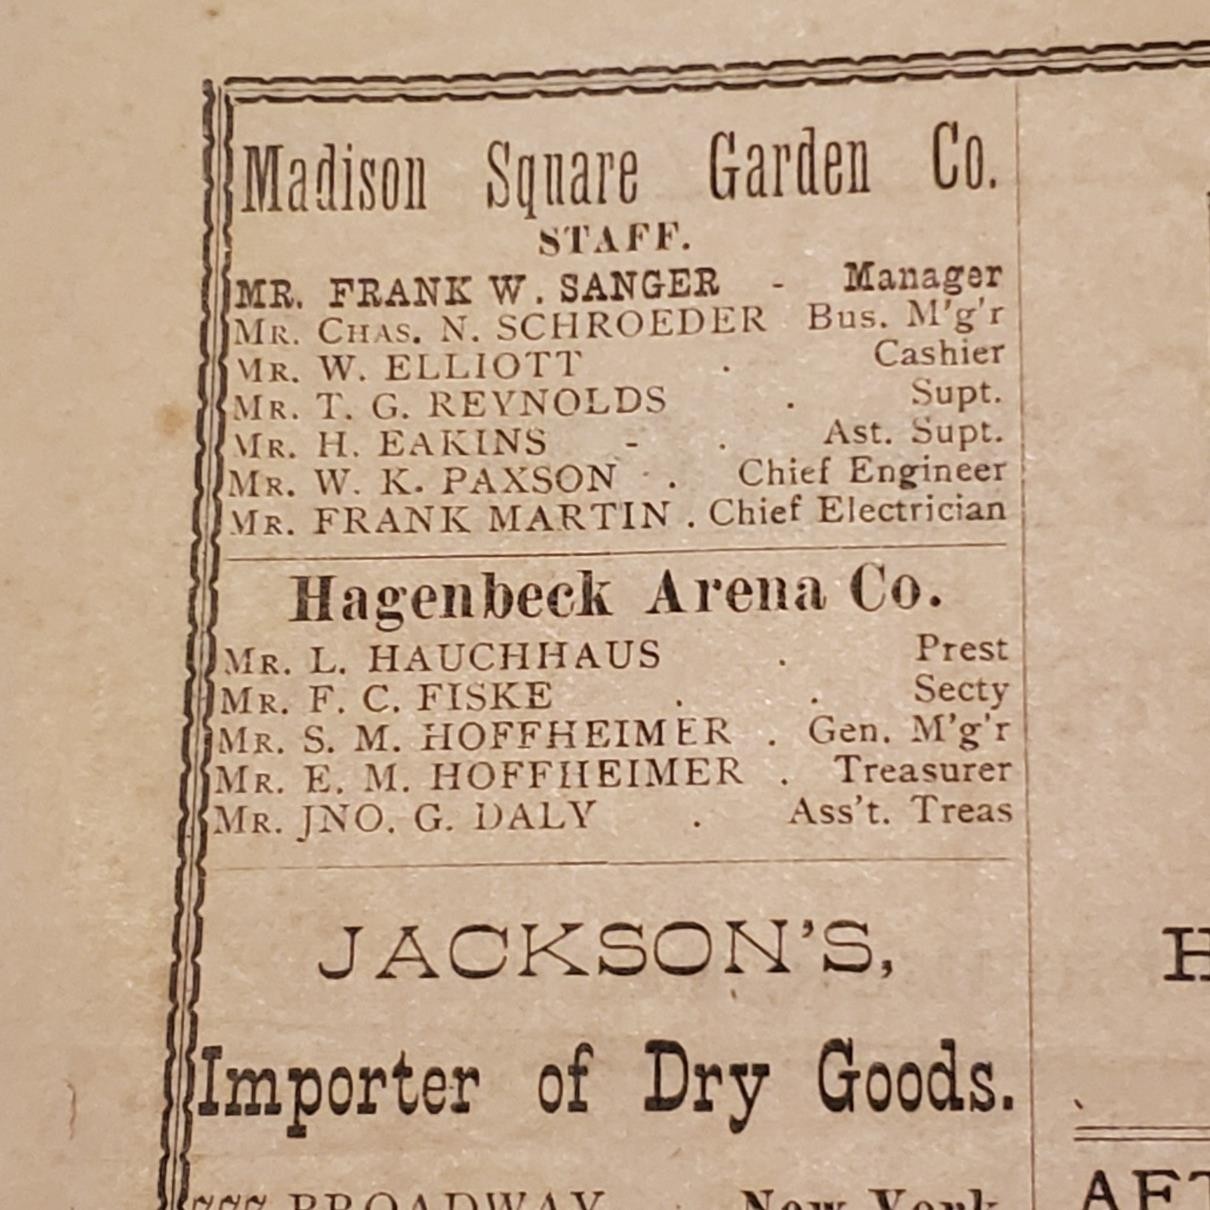 Madison Square Garden Co.
STAFF.
MR. FRANK W. SANGER - Manager
MR. CHAS. N. SCHROEDER Bus. M'g'r
MR. W. ELLIOTT . Cashier
MR. T. G. REYNOLDS . Supt.
MR. H. EAKINS - . Ast. Supt.
MR. W. K. PAXSON . Chief Engineer
MR. FRANK MARTIN . Chief Electrician
Hagenbeck Arena Co.
MR. L. HAUCHHAUS . Prest
MR. F. C. FISKE . . Secty
MR. S. M. HOFFHEIMER . Gen. M'g'r
MR. E. M. HOFFHEIMER . Treasurer
MR. JNO. G. DALY . Ass't. Treas
JACKSON'S,
Importer of Dry Goods.
777 BROADWAY New York